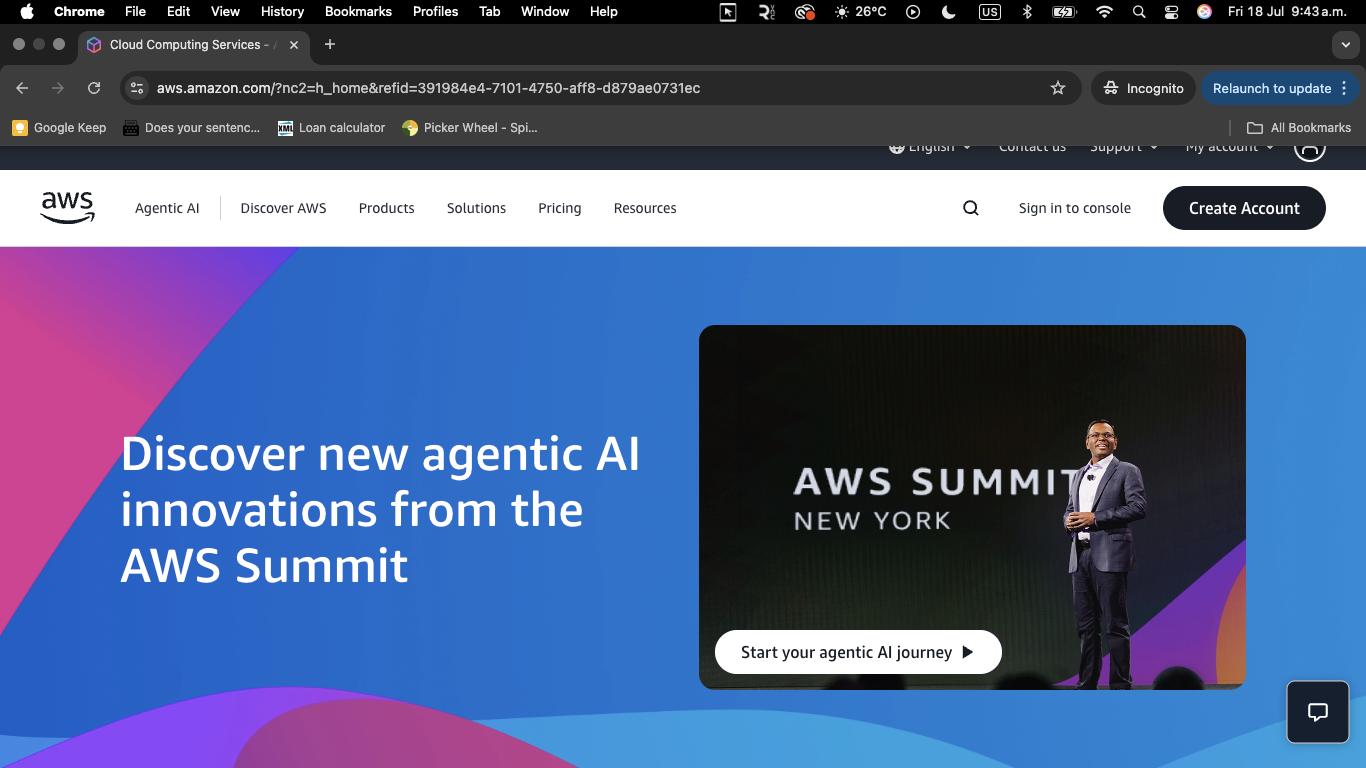 Chrome File Edit View History Bookmarks Profiles Tab Window Help 26°C US Fri 18 Jul 9:43 a.m.
Cloud Computing Services -
aws.amazon.com/?nc2=h_home&refid=391984e4-7101-4750-aff8-d879ae0731ec Incognito Relaunch to update
Google Keep Does your sentenc... XML Loan calculator Picker Wheel - Spi... All Bookmarks
English Contact us Support My account
aws Agentic AI Discover AWS Products Solutions Pricing Resources Sign in to console Create Account
Discover new agentic AI
innovations from the
AWS Summit
AWS SUMMIT
NEW YORK
Start your agentic AI journey